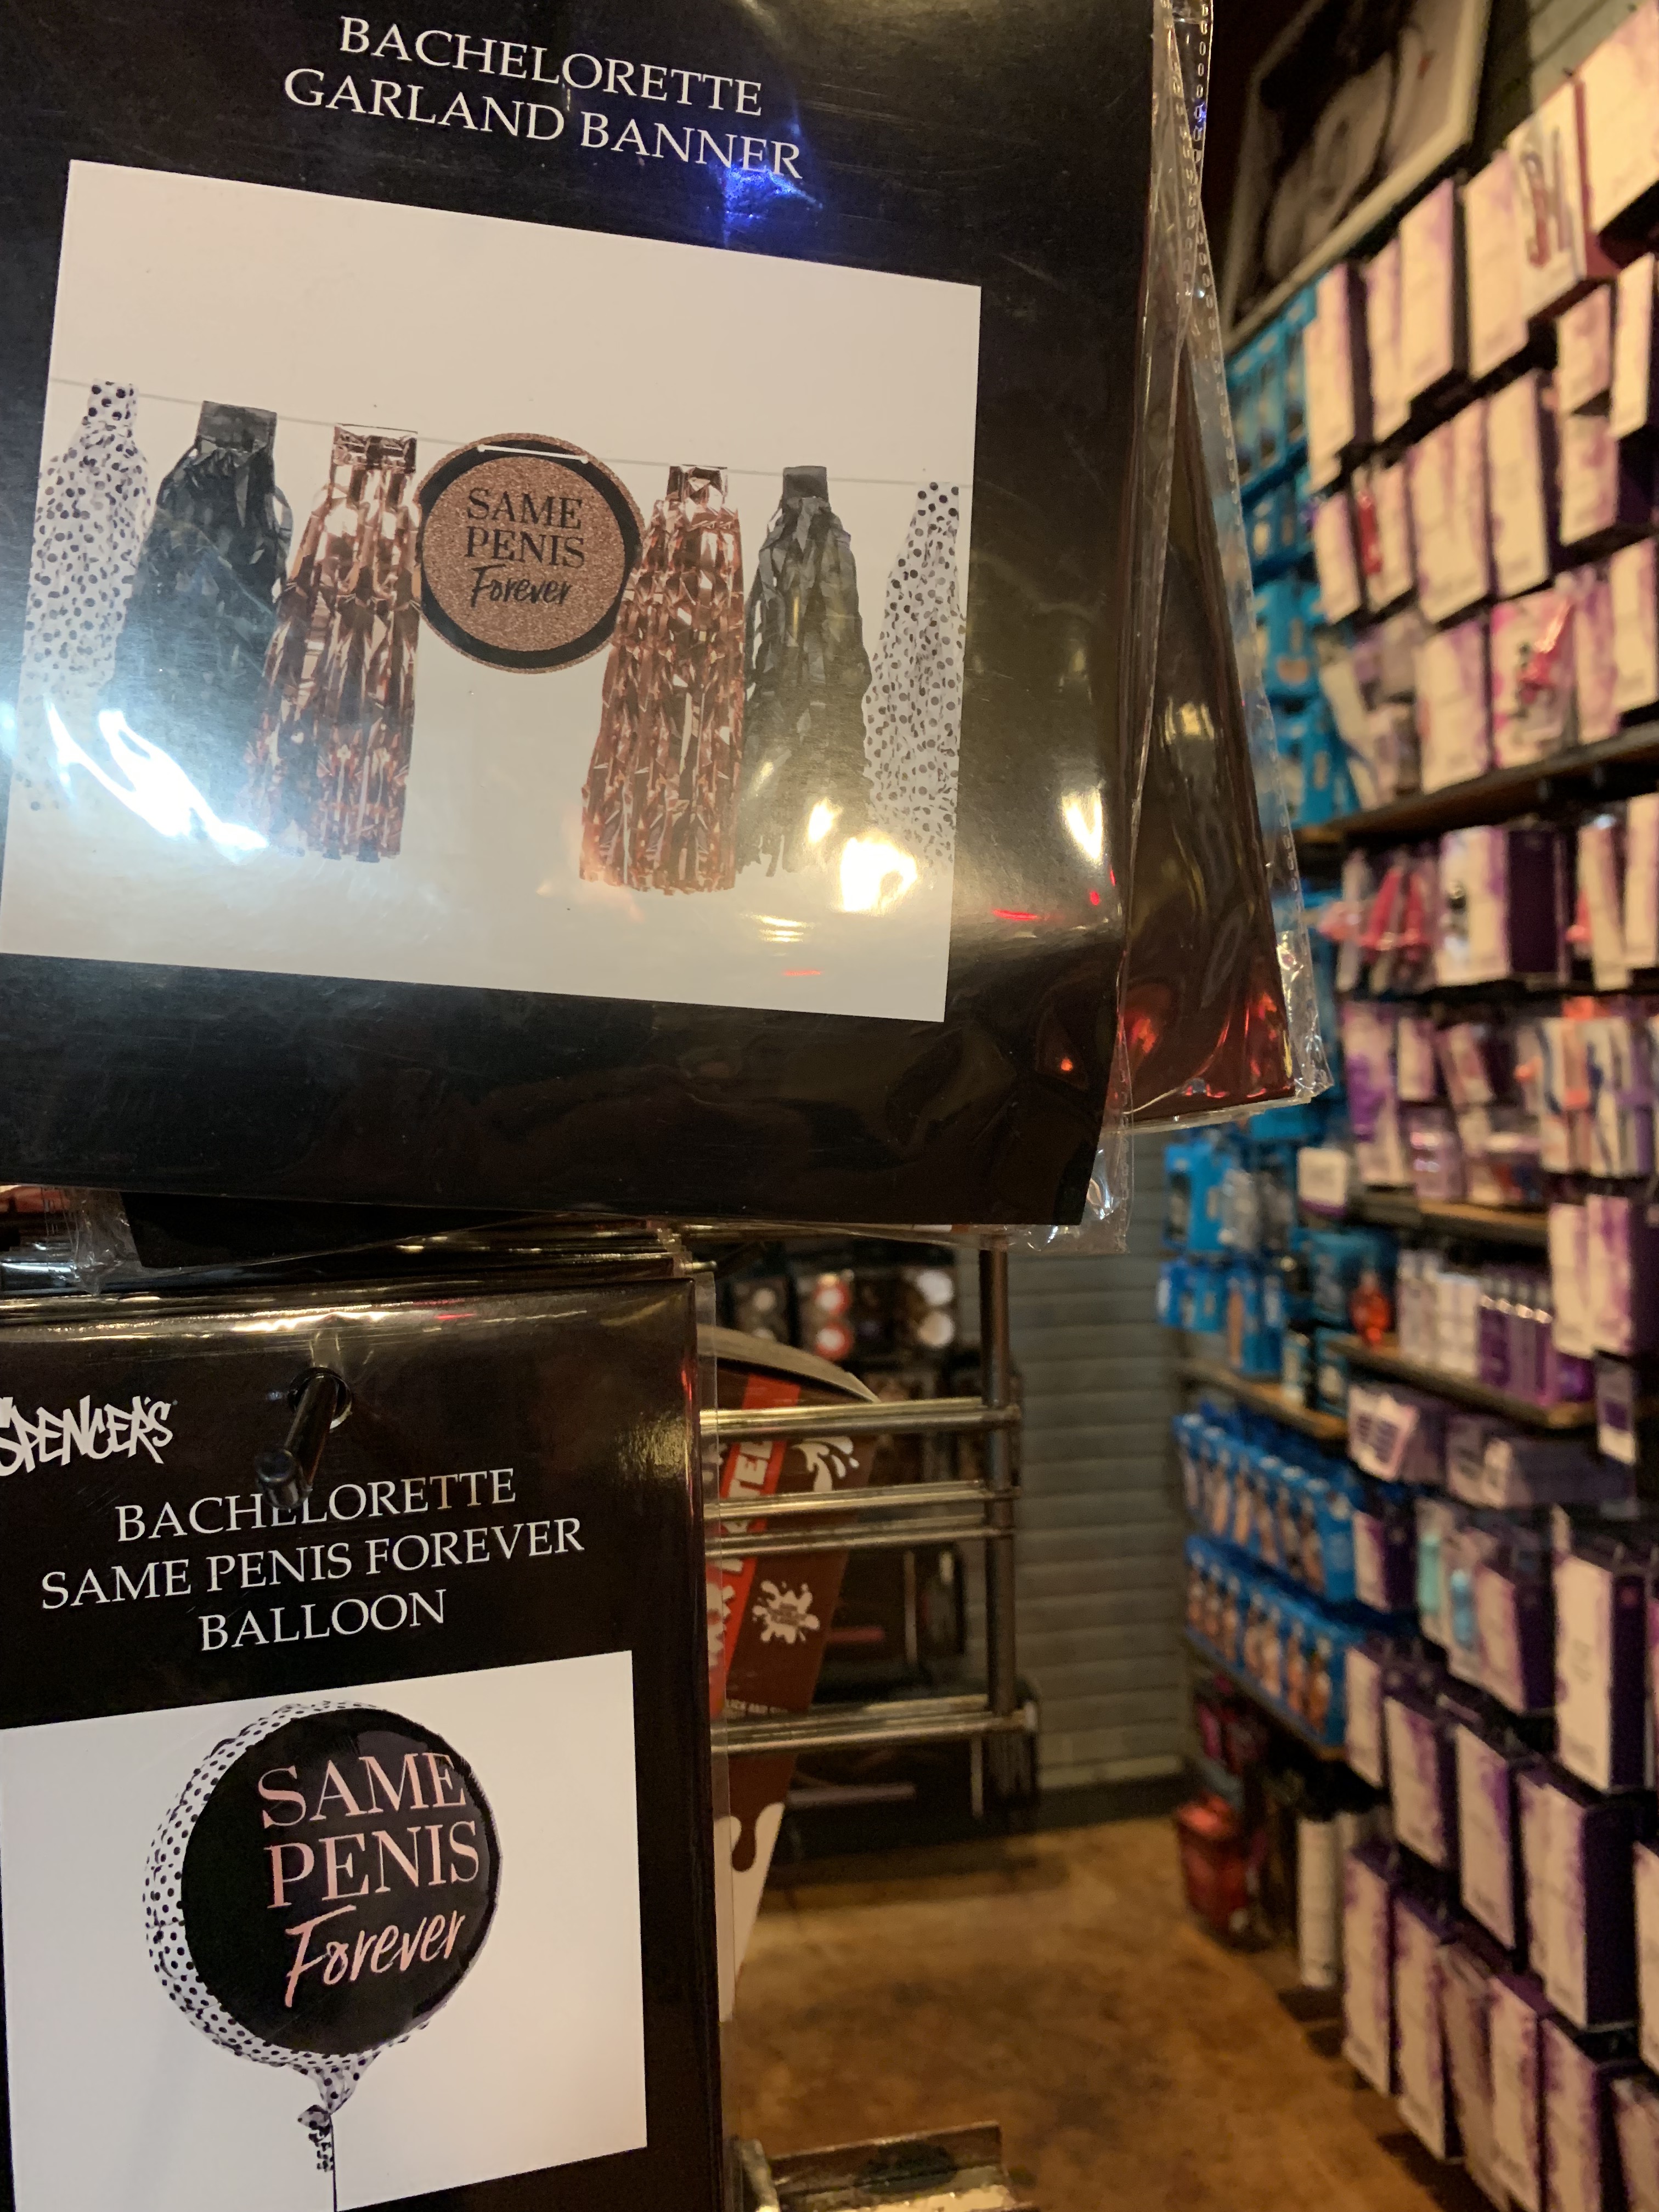 BACHELORETTE
GARLAND BANNER
SAME
PENIS
Forever
SPENCER'S
BACHELORETTE
SAME PENIS FOREVER
BALLOON
SAME
PENIS
Forever